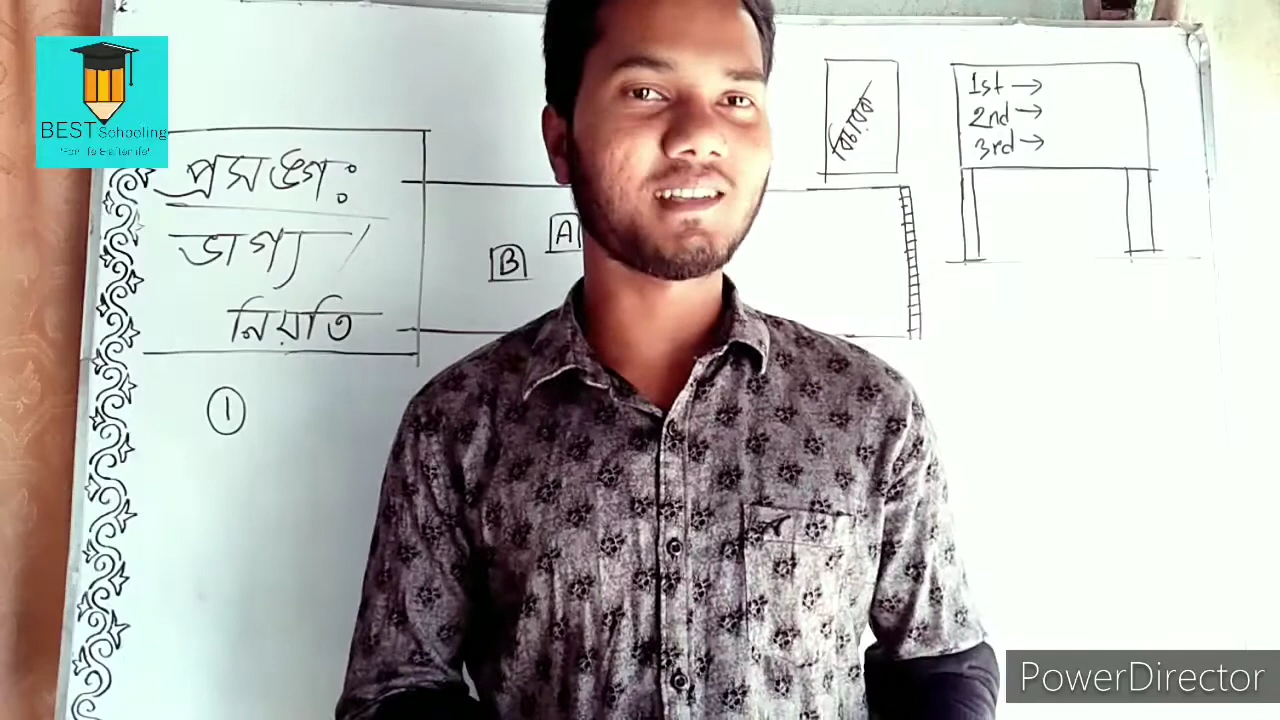 BEST Schooling
প্রসঙ্গ:
ভাগ্য /
নিয়তি
①
B
A
বিচারক
1st →
2nd →
3rd →
PowerDirector